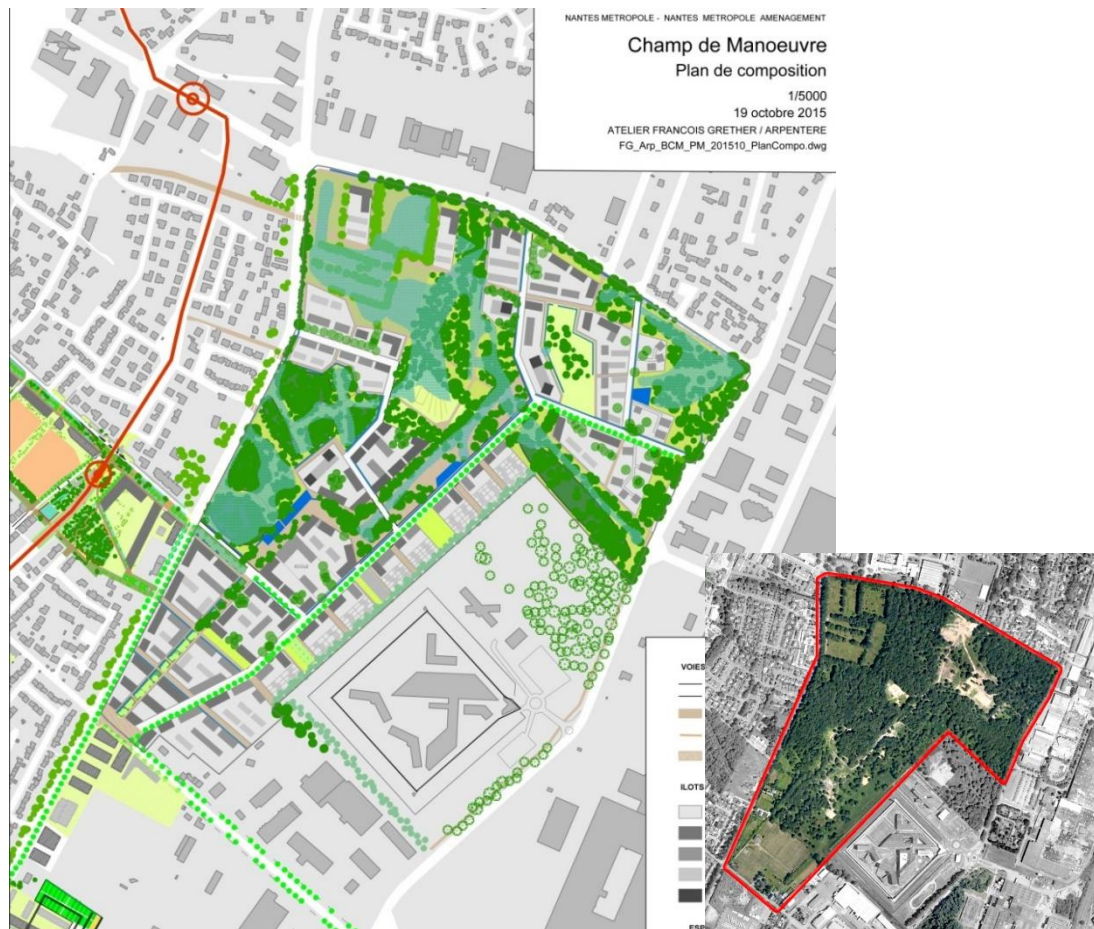 NANTES METROPOLE - NANTES METROPOLE AMENAGEMENT
Champ de Manoeuvre
Plan de composition
1/5000
19 octobre 2015
ATELIER FRANCOIS GRETHER / ARPENTERE
FG_Arp_BCM_PM_201510_PlanCompo.dwg
VOIES
ILOTS